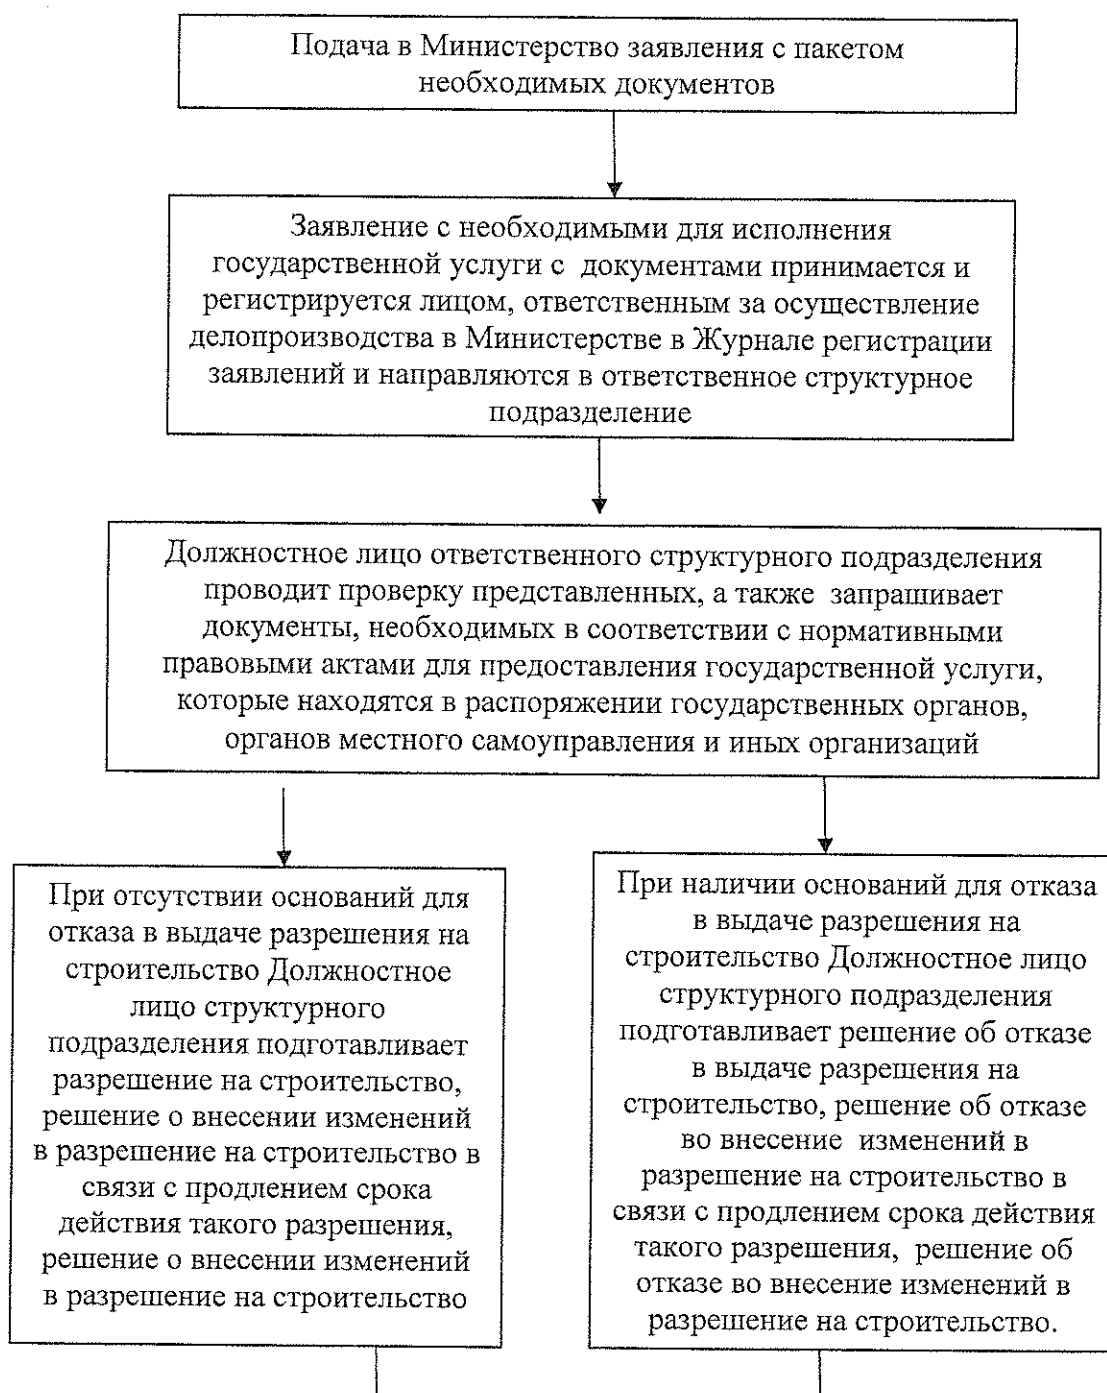 Подача в Министерство заявления с пакетом
необходимых документов
Заявление с необходимыми для исполнения
государственной услуги с документами принимается и
регистрируется лицом, ответственным за осуществление
делопроизводства в Министерстве в Журнале регистрации
заявлений и направляются в ответственное структурное
подразделение
Должностное лицо ответственного структурного подразделения
проводит проверку представленных, а также запрашивает
документы, необходимых в соответствии с нормативными
правовыми актами для предоставления государственной услуги,
которые находятся в распоряжении государственных органов,
органов местного самоуправления и иных организаций
При отсутствии оснований для
отказа в выдаче разрешения на
строительство Должностное
лицо структурного
подразделения подготавливает
разрешение на строительство,
решение о внесении изменений
в разрешение на строительство в
связи с продлением срока
действия такого разрешения,
решение о внесении изменений
в разрешение на строительство
При наличии оснований для отказа
в выдаче разрешения на
строительство Должностное лицо
структурного подразделения
подготавливает решение об отказе
в выдаче разрешения на
строительство, решение об отказе
во внесение изменений в
разрешение на строительство в
связи с продлением срока действия
такого разрешения, решение об
отказе во внесение изменений в
разрешение на строительство.